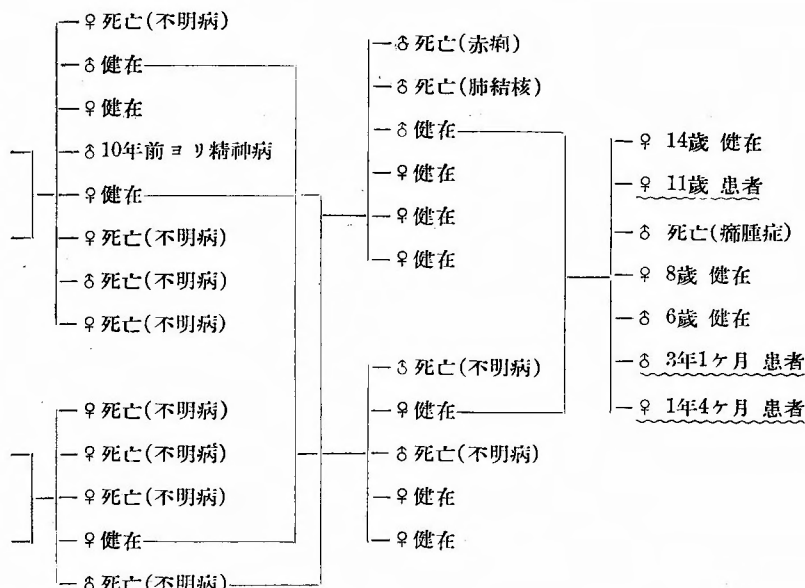 ♀死亡(不明病)
♂健在
♀健在
♂10年前ヨリ精神病
♀健在
♀死亡(不明病)
♂死亡(不明病)
♀死亡(不明病)
♀死亡(不明病)
♀死亡(不明病)
♀死亡(不明病)
♀健在
♂死亡(不明病)
♂死亡(赤痢)
♂死亡(肺結核)
♂健在
♀健在
♀健在
♀健在
♂死亡(不明病)
♀健在
♂死亡(不明病)
♀健在
♀健在
♀ 14歳 健在
♀ 11歳 患者
♂ 死亡(癤腫症)
♀ 8歳 健在
♂ 6歳 健在
♂ 3年1ケ月 患者
♀ 1年4ケ月 患者